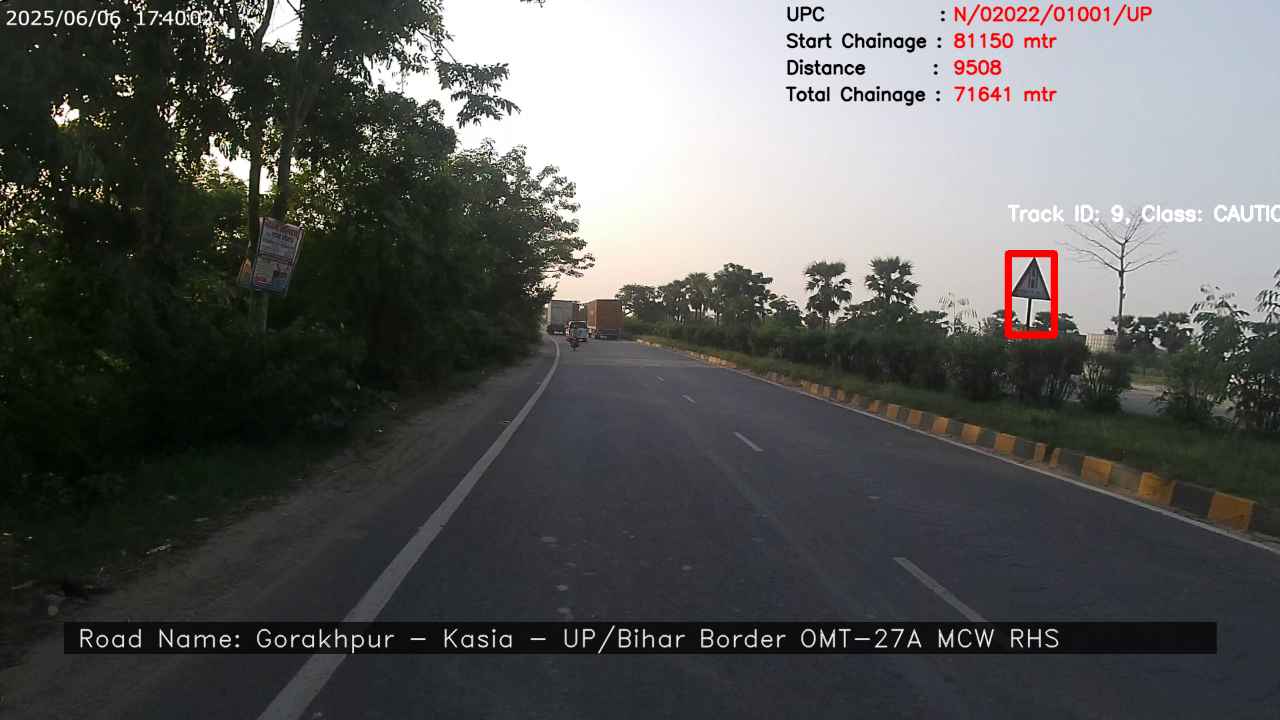 2025/06/06 17:40:02
UPC : N/02022/01001/UP
Start Chainage : 81150 mtr
Distance : 9508
Total Chainage : 71641 mtr
Track ID: 9, Class: CAUTIO
Road Name: Gorakhpur - Kasia - UP/Bihar Border OMT-27A MCW RHS